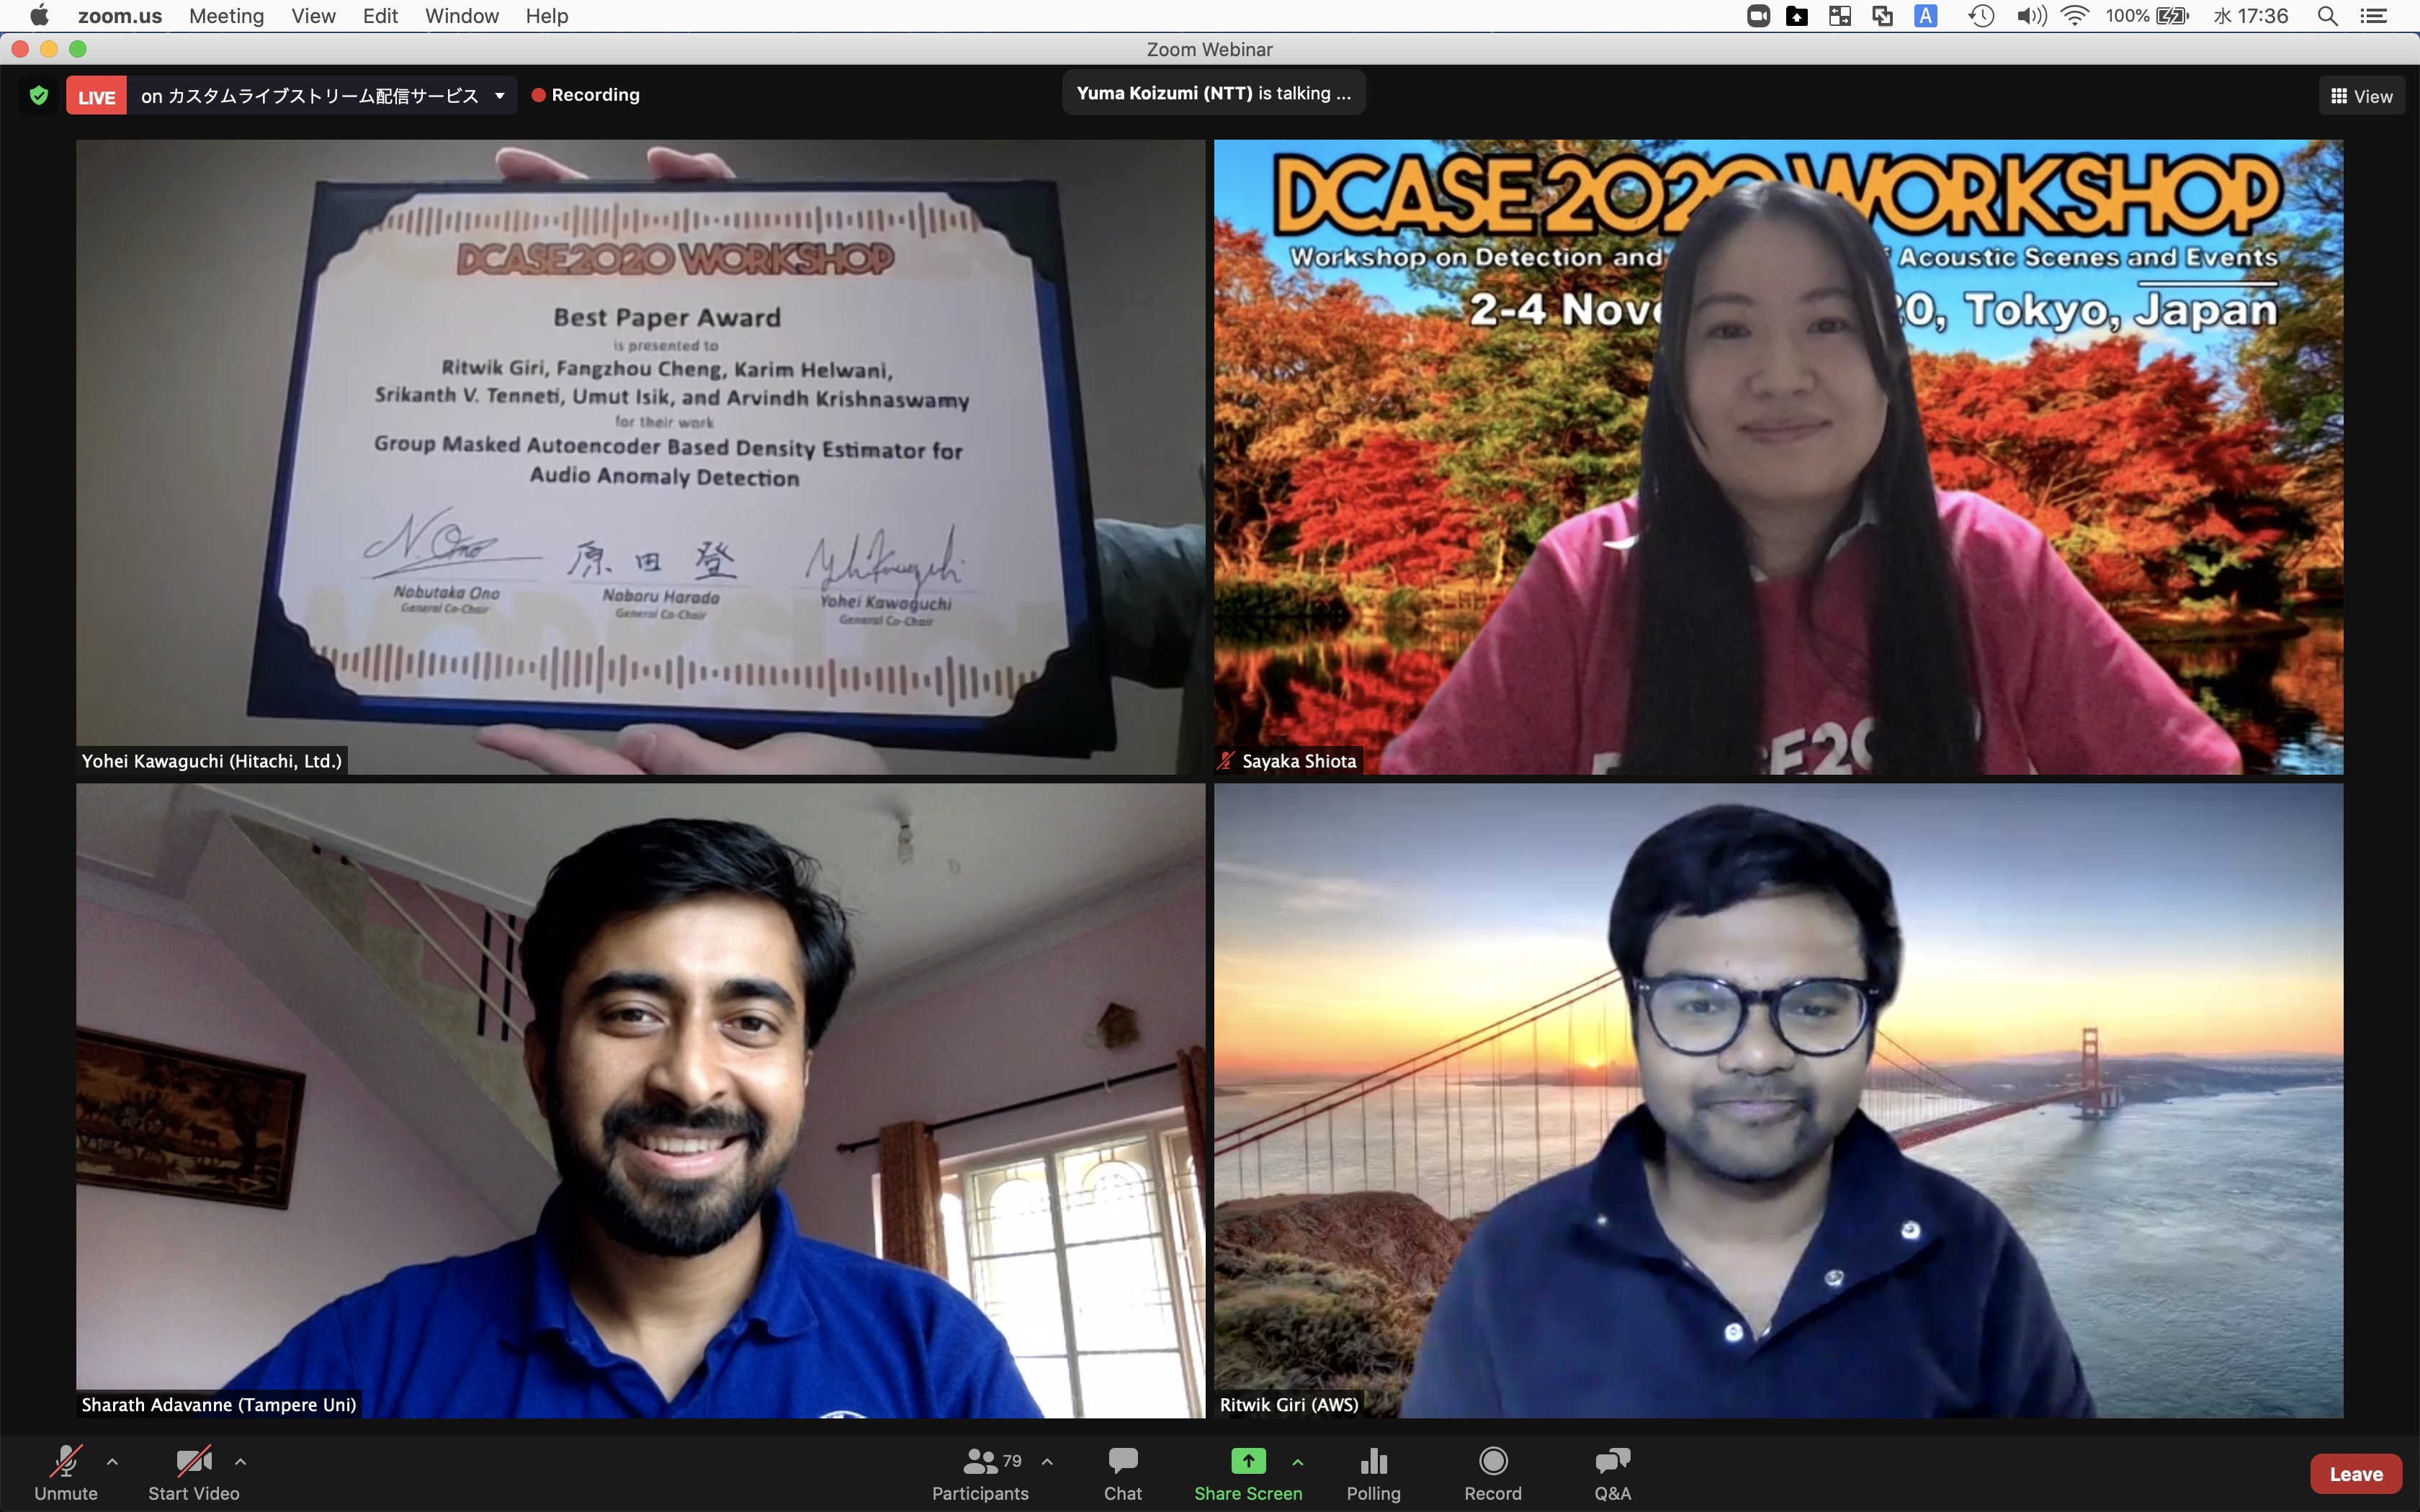 zoom.us Meeting View Edit Window Help
A 100% 水 17:36
Zoom Webinar
LIVE on カスタムライブストリーム配信サービス Recording
Yuma Koizumi (NTT) is talking ...
View
DCASE2020 WORKSHOP
Best Paper Award
is presented to
Ritwik Giri, Fangzhou Cheng, Karim Helwani,
Srikanth V. Tenneti, Umut Isik, and Arvindh Krishnaswamy
for their work
Group Masked Autoencoder Based Density Estimator for
Audio Anomaly Detection
N. Ono 原田 登
Nobutaka Ono Noboru Harada Yohei Kawaguchi
General Co-Chair General Co-Chair General Co-Chair
Yohei Kawaguchi (Hitachi, Ltd.)
DCASE 2020 WORKSHOP
Workshop on Detection and Acoustic Scenes and Events
2-4 Nove 20, Tokyo, Japan
Sayaka Shiota
Sharath Adavanne (Tampere Uni)
Ritwik Giri (AWS)
Unmute Start Video 79 Participants Chat Share Screen Polling Record Q&A Leave